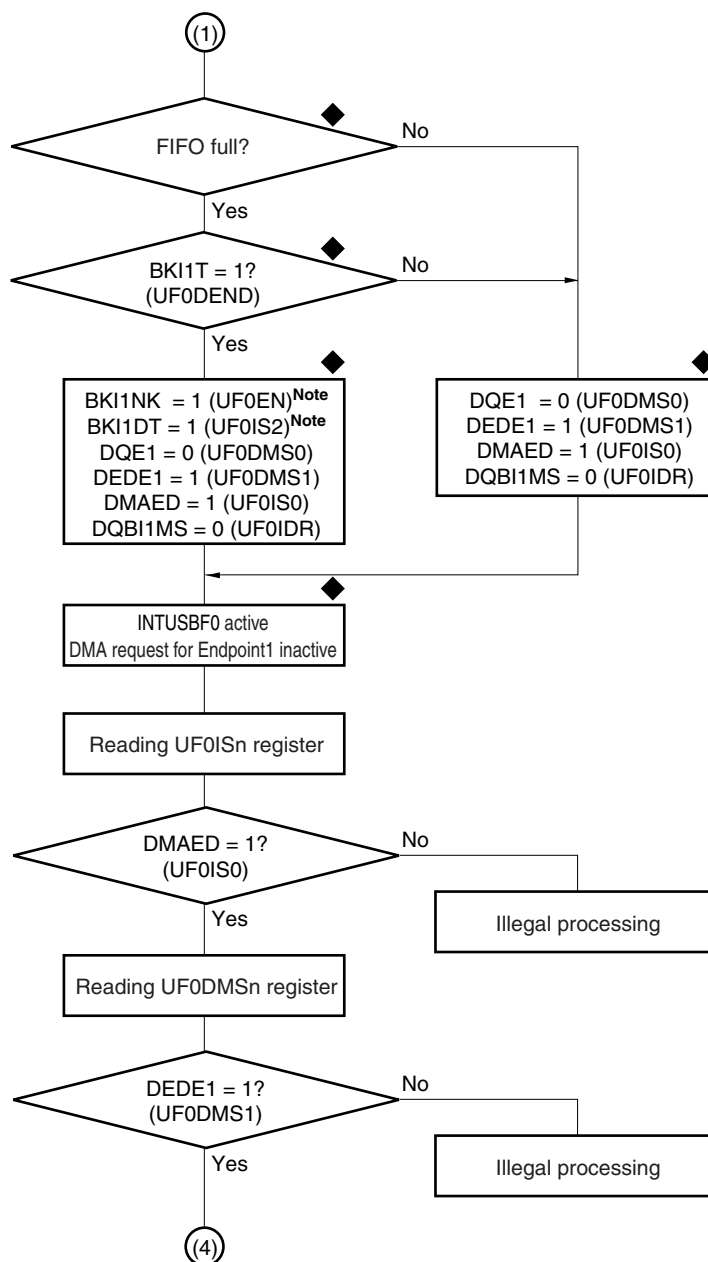 (1)
FIFO full?
No
Yes
BKI1T = 1?
(UF0DEND)
No
Yes
BKI1NK = 1 (UF0EN)Note
BKI1DT = 1 (UF0IS2)Note
DQE1 = 0 (UF0DMS0)
DEDE1 = 1 (UF0DMS1)
DMAED = 1 (UF0IS0)
DQBI1MS = 0 (UF0IDR)
DQE1 = 0 (UF0DMS0)
DEDE1 = 1 (UF0DMS1)
DMAED = 1 (UF0IS0)
DQBI1MS = 0 (UF0IDR)
INTUSBF0 active
DMA request for Endpoint1 inactive
Reading UF0ISn register
DMAED = 1?
(UF0IS0)
No
Yes
Illegal processing
Reading UF0DMSn register
DEDE1 = 1?
(UF0DMS1)
No
Yes
Illegal processing
(4)